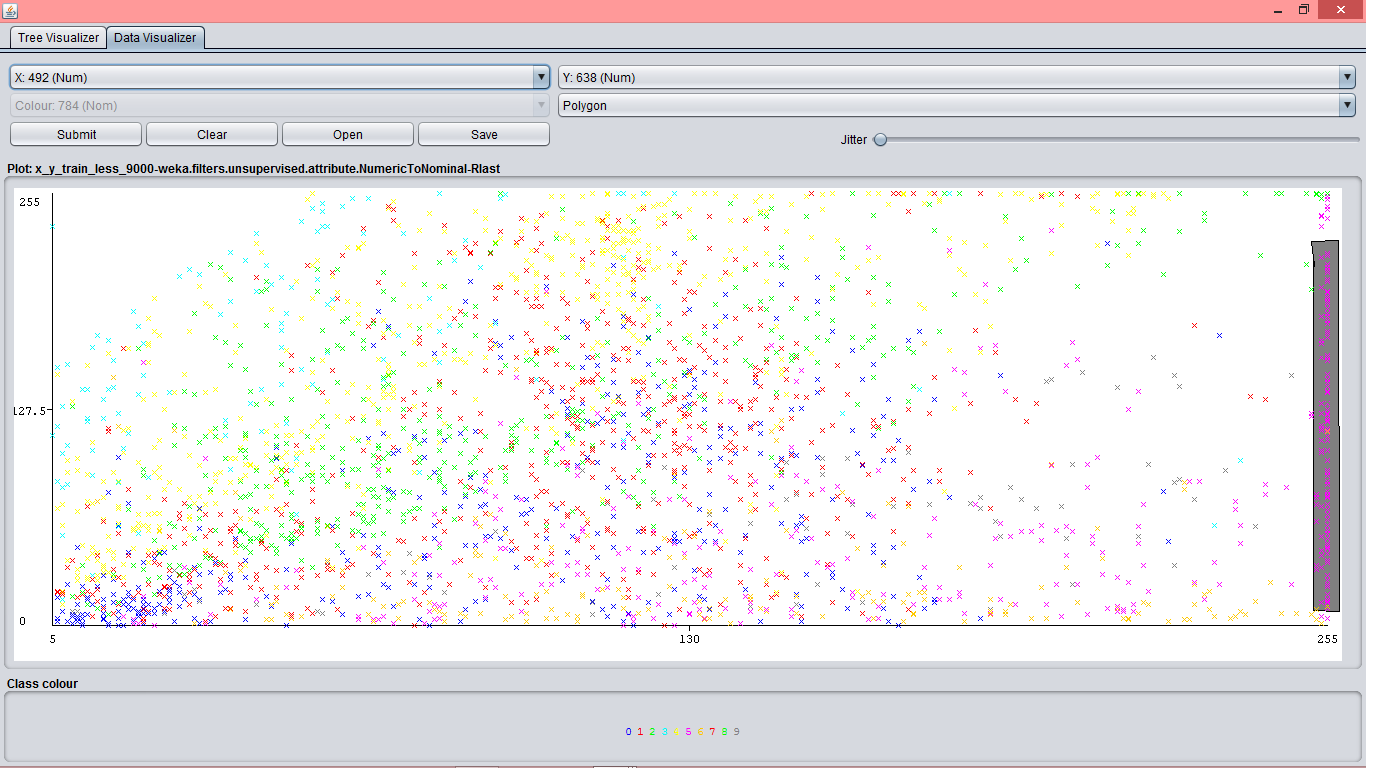 Tree Visualizer Data Visualizer
X: 492 (Num) Y: 638 (Num)
Colour: 784 (Nom) Polygon
Submit Clear Open Save
Jitter
Plot: x_y_train_less_9000-weka.filters.unsupervised.attribute.NumericToNominal-Rlast
255
127.5
0
5 130 255
Class colour
0 1 2 3 4 5 6 7 8 9